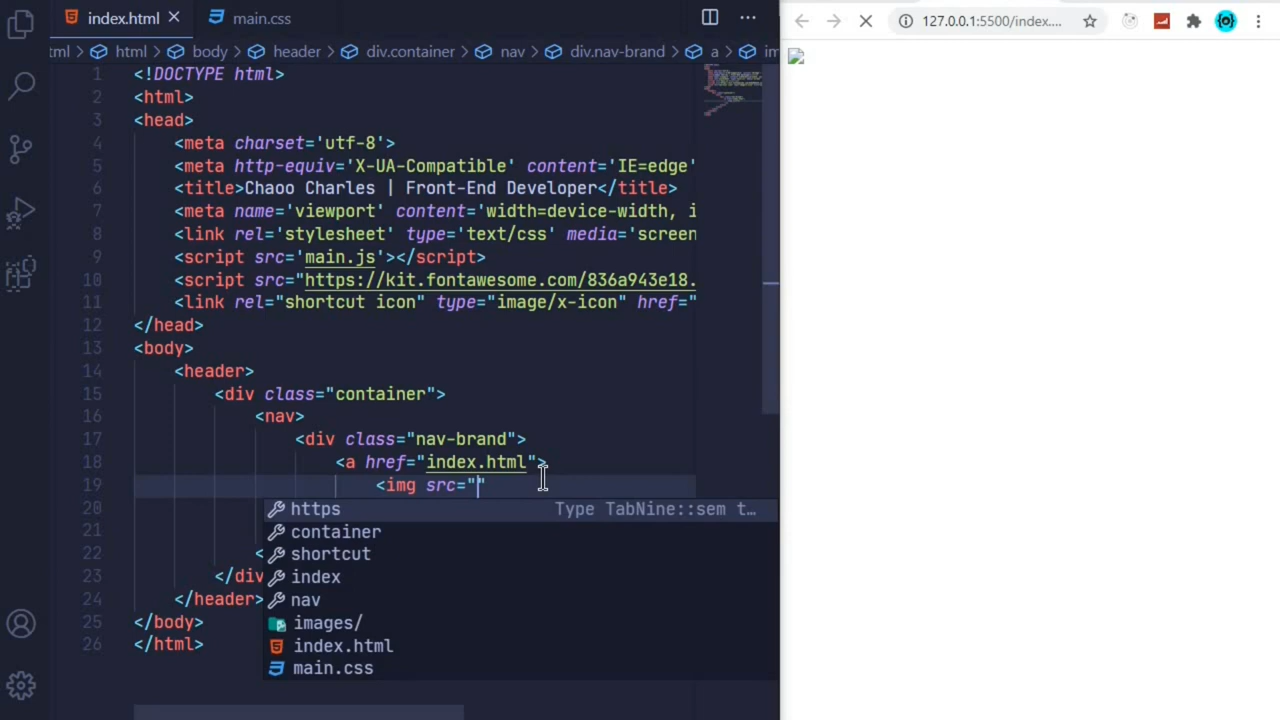 index.html
main.css
127.0.0.1:5500/index....
tml > html > body > header > div.container > nav > div.nav-brand > a > im
1 <!DOCTYPE html>
2 <html>
3 <head>
4 <meta charset='utf-8'>
5 <meta http-equiv='X-UA-Compatible' content='IE=edge'
6 <title>Chaoo Charles | Front-End Developer</title>
7 <meta name='viewport' content='width=device-width, i
8 <link rel='stylesheet' type='text/css' media='screen
9 <script src='main.js'></script>
10 <script src="https://kit.fontawesome.com/836a943e18.
11 <link rel="shortcut icon" type="image/x-icon" href="
12 </head>
13 <body>
14 <header>
15 <div class="container">
16 <nav>
17 <div class="nav-brand">
18 <a href="index.html">
19 <img src=""
20 https Type TabNine::sem t...
21 container
shortcut
22 <
23 </div
index
24 </header>
nav
25 </body>
images/
26 </html>
index.html
main.css